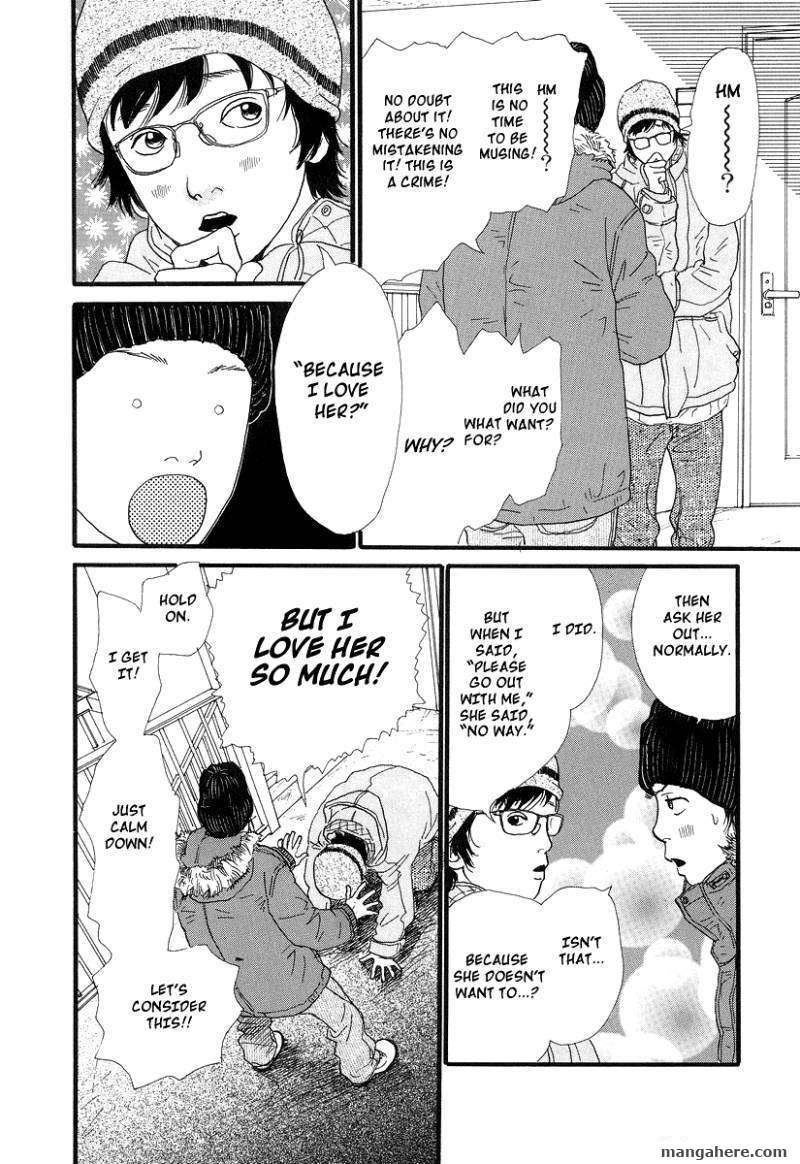 HM
~~~?
HM
~~~?
THIS
IS NO
TIME
TO BE
MUSING!
NO DOUBT
ABOUT IT!
THERE'S NO
MISTAKENING
IT! THIS IS
A CRIME!
WHAT
DID YOU
WANT?
WHAT
FOR?
WHY?
"BECAUSE
I LOVE
HER?"
THEN
ASK HER
OUT...
NORMALLY.
I DID.
BUT
WHEN I
SAID,
"PLEASE
GO OUT
WITH ME,"
SHE SAID,
"NO WAY."
ISN'T
THAT...
BECAUSE
SHE DOESN'T
WANT TO...?
BUT I
LOVE HER
SO MUCH!
HOLD
ON.
I GET
IT!
JUST
CALM
DOWN!
LET'S
CONSIDER
THIS!!
mangahere.com